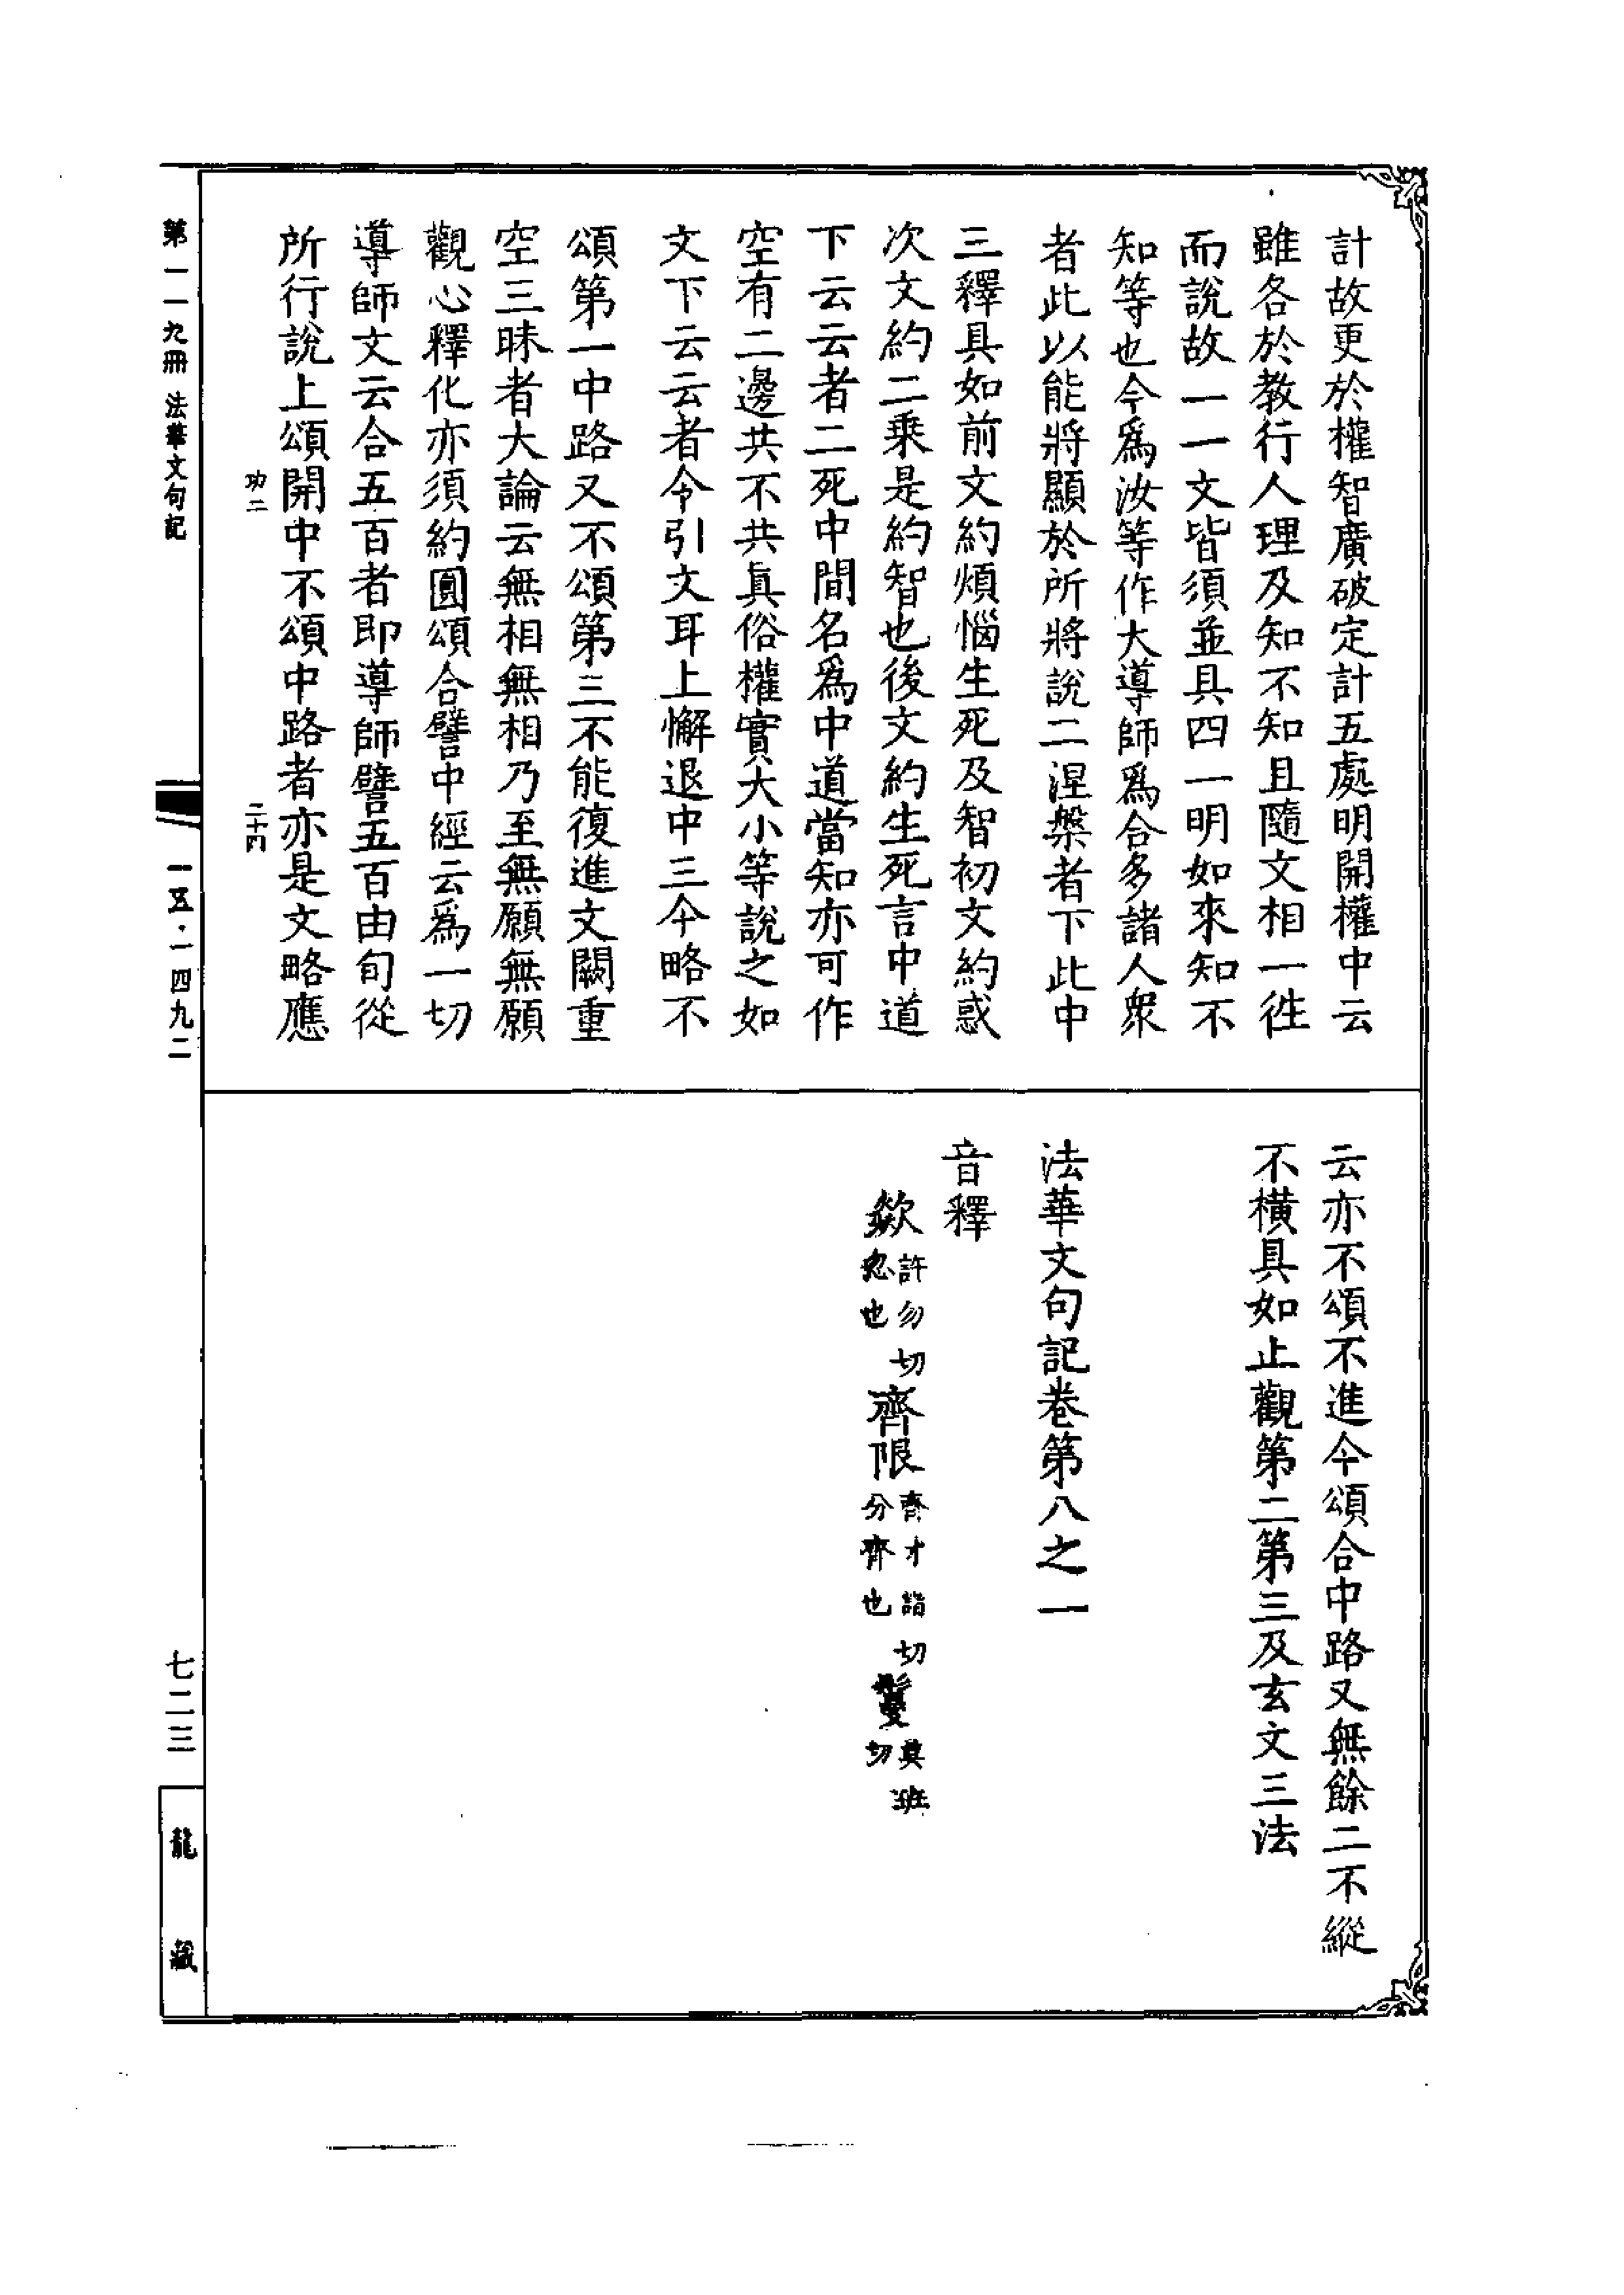 計故更於權智廣破定計五處明開權中云
雖各於教行人理及知不知且隨文相一徃
而說故一一文皆須並具四一明如來知不
知等也今爲汝等作大導師爲合多諸人衆
者此以能將顯於所將說二涅槃者下此中
三釋具如前文約煩惱生死及智初文約惑
次文約二乗是約智也後文約生死言中道
下云云者二死中間名爲中道當知亦可作
空有二邊共不共眞俗權實大小等說之如
文下云云者令引文耳上懈退中三今略不
頌第一中路又不頌第三不能復進文闕重
空三昧者大論云無相無相乃至無願無願
觀心釋化亦須約圓頌合譬中經云爲一切
導師文云合五百者即導師譬五百由旬從
所行說上頌開中不頌中路者亦是文略應
功二
二十四
云亦不頌不進今頌合中路又無餘二不縱
不橫具如止觀第二第三及玄文三法
法華文句記卷第八之一
音釋
欻許勿切忽也 齊限齊才詣切分齊也 鬘莫班切
第一一九冊 法華文句記
一五·一四九二
七二三
龍藏